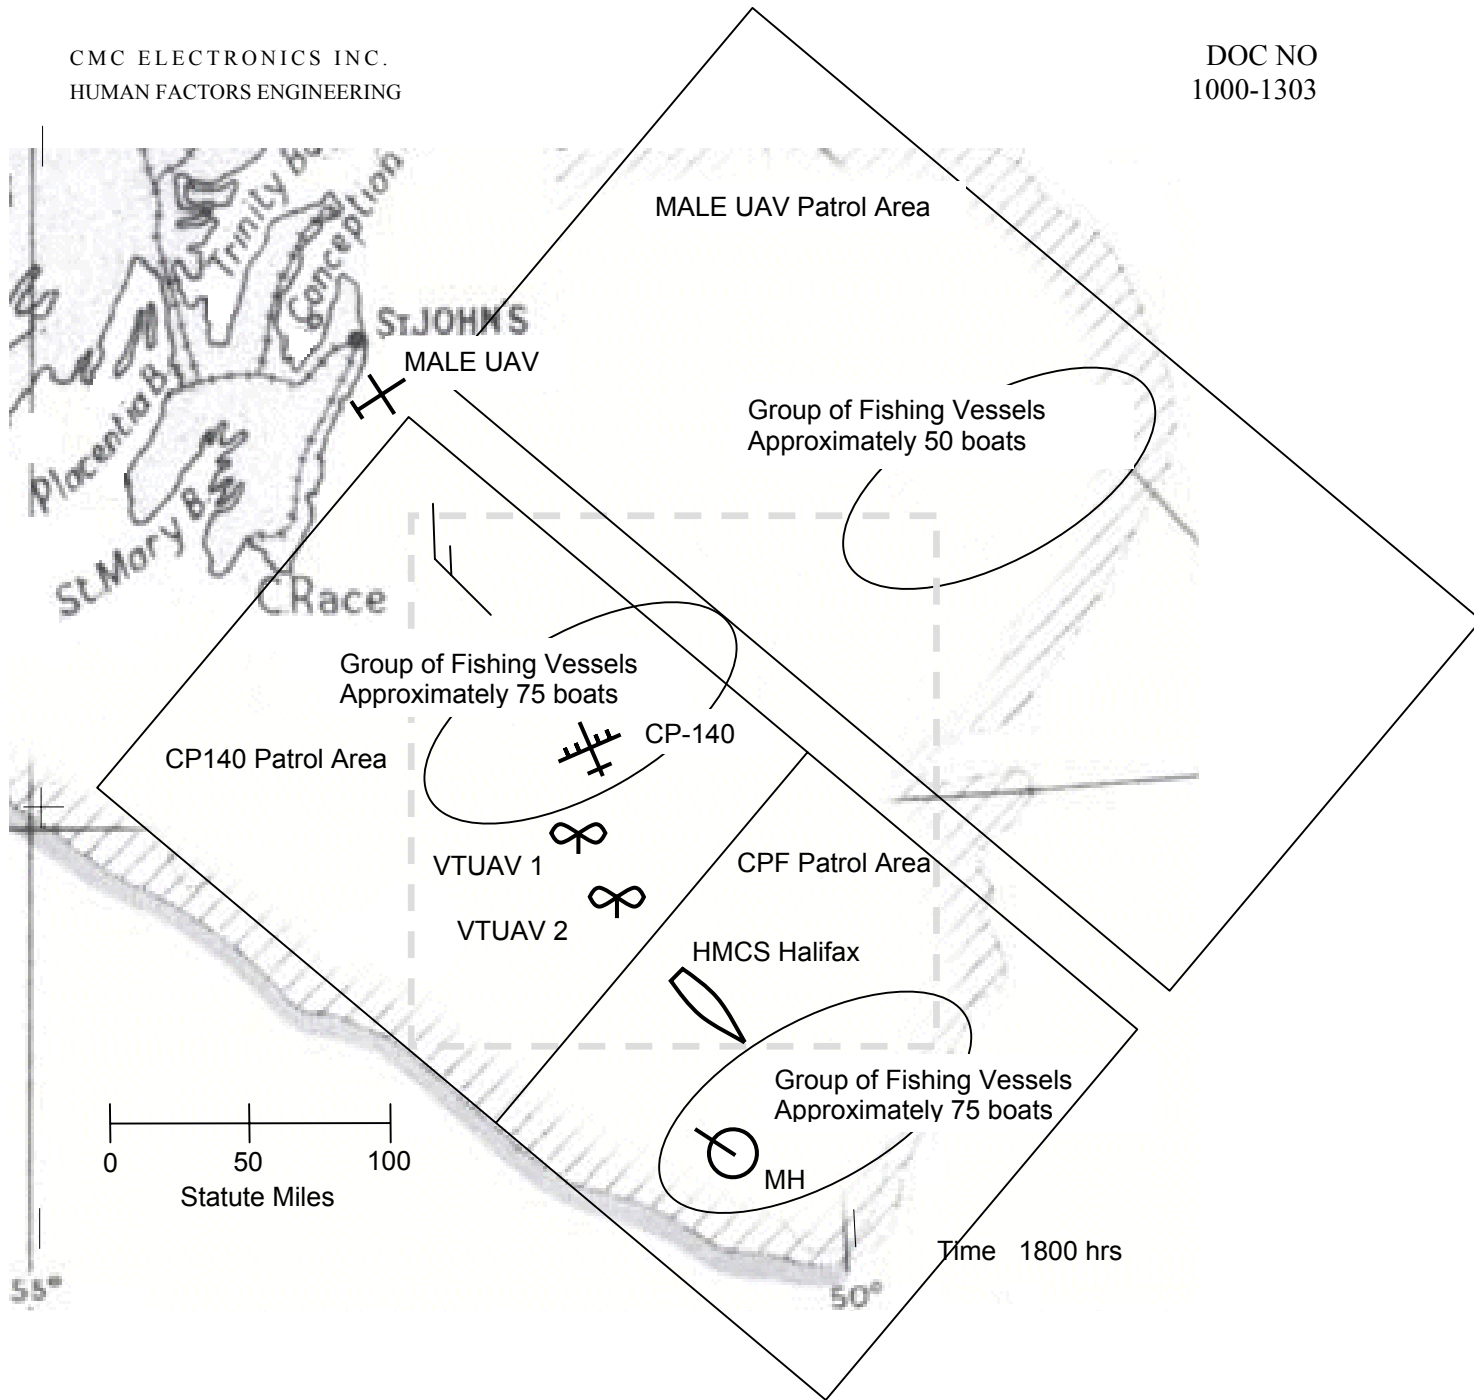 CMC ELECTRONICS INC.
HUMAN FACTORS ENGINEERING
DOC NO
1000-1303
Trinity
Conception
MALE UAV Patrol Area
ST. JOHN'S
MALE UAV
Placentia B.
Group of Fishing Vessels
Approximately 50 boats
St. Mary B.
C Race
Group of Fishing Vessels
Approximately 75 boats
CP-140
CP140 Patrol Area
VTUAV 1
CPF Patrol Area
VTUAV 2
HMCS Halifax
Group of Fishing Vessels
Approximately 75 boats
0 50 100
Statute Miles
MH
Time 1800 hrs
55°
50°